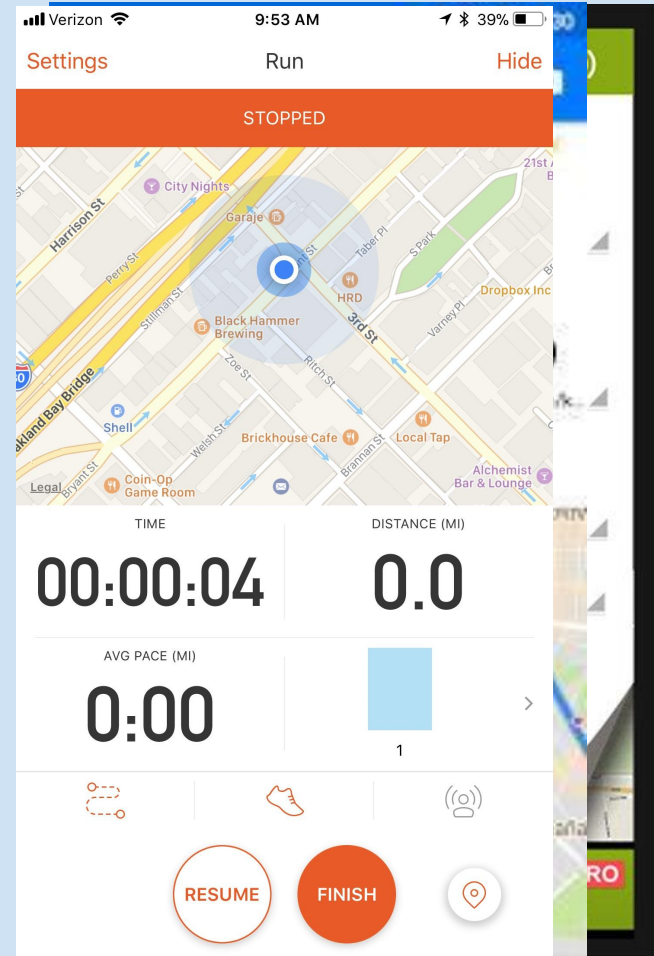 Verizon 9:53 AM 39%
Settings Run Hide
STOPPED
City Nights
21st
Harrison St
Garaje
Perry St
Taber Pl
S Park
Stillman St
HRD
Dropbox Inc
Black Hammer
Brewing
3rd St
Varney Pl
Zoe St
Ritch St
akland Bay Bridge
Shell
Welsh St
Brickhouse Cafe
Local Tap
Brannan St
Alchemist
Bar & Lounge
Coin-Op
Game Room
Bryant St
Legal
TIME DISTANCE (MI)
00:00:04 0.0
AVG PACE (MI)
0:00
1
RESUME FINISH
RO